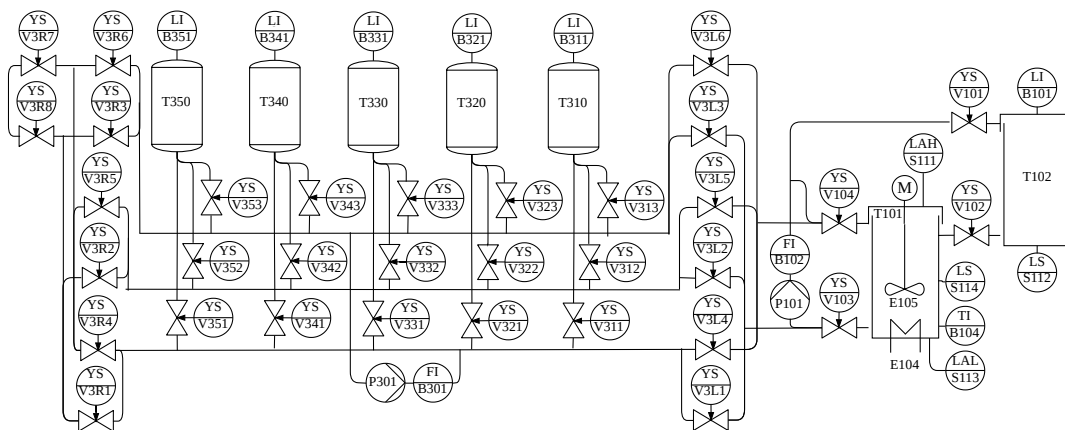 YS
V3R7
YS
V3R6
LI
B351
LI
B341
LI
B331
LI
B321
LI
B311
YS
V3L6
YS
V3R8
YS
V3R3
T350
T340
T330
T320
T310
YS
V3L3
YS
V101
LI
B101
YS
V3R5
YS
V353
YS
V343
YS
V333
YS
V323
YS
V313
YS
V3L5
YS
V104
LAH
S111
M
T101
YS
V102
T102
YS
V3R2
YS
V352
YS
V342
YS
V332
YS
V322
YS
V312
YS
V3L2
FI
B102
LS
S112
P101
YS
V103
E105
LS
S114
YS
V3R4
YS
V351
YS
V341
YS
V331
YS
V321
YS
V311
YS
V3L4
TI
B104
E104
LAL
S113
P301
FI
B301
YS
V3R1
YS
V3L1